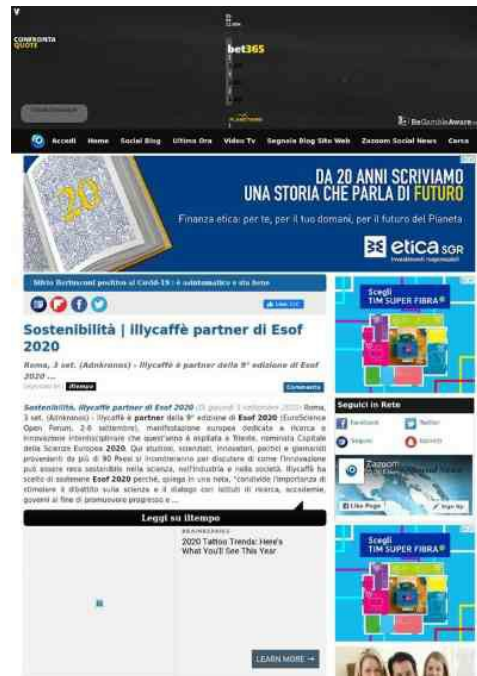 CONFRONTA
QUOTE
bet365
BeGambleAware
Accedi Home Social Blog Ultima Ora Video Tv Segnala Blog Sito Web Zazoom Social News Cerca
20
DA 20 ANNI SCRIVIAMO
UNA STORIA CHE PARLA DI FUTURO
Finanza etica: per te, per il tuo domani, per il futuro del Pianeta
etica SGR
Investimenti responsabili
Silvio Berlusconi positivo al Covid-19 : è asintomatico e sta bene
Sostenibilità | illycaffè partner di Esof
2020
Roma, 3 set. (Adnkronos) - Illycaffè è partner della 9° edizione di Esof
2020 ...
iltempo
Commenta
Sostenibilità, illycaffè partner di Esof 2020 (Di giovedì 3 settembre 2020) Roma,
3 set. (Adnkronos) - Illycaffè è partner della 9° edizione di Esof 2020 (EuroScience
Open Forum, 2-6 settembre), manifestazione europea dedicata a ricerca e
innovazione interdisciplinare che quest'anno è ospitata a Trieste, nominata Capitale
della Scienza Europea 2020. Qui studiosi, scienziati, innovatori, politici e giornalisti
provenienti da più di 90 Paesi si incontreranno per discutere di come l'innovazione
può essere resa sostenibile nella scienza, nell'industria e nella società. Illycaffè ha
scelto di sostenere Esof 2020 perché, spiega in una nota, "condivide l'importanza di
stimolare il dibattito sulla scienza e il dialogo con istituti di ricerca, accademie,
governi al fine di promuovere progresso e ...
Leggi su iltempo
BRAINBERRIES
2020 Tattoo Trends: Here's
What You'll See This Year
LEARN MORE →
Scegli
TIM SUPER FIBRA
Seguici in Rete
Facebook Twitter
Seguici Iscriviti
Zazoom
Like Page Sign Up
Scegli
TIM SUPER FIBRA